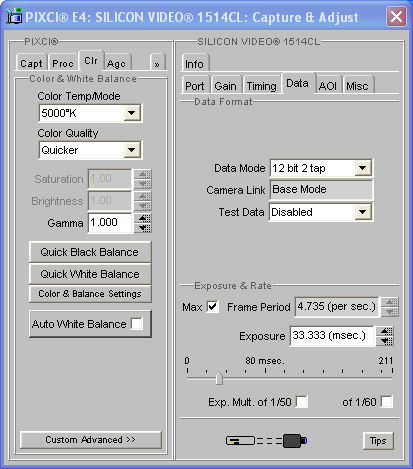 PIXCI® E4: SILICON VIDEO® 1514CL: Capture & Adjust
PIXCI®
Capt Proc Clr Agc »
Color & White Balance
Color Temp/Mode
5000°K
Color Quality
Quicker
Saturation 1.00
Brightness 1.00
Gamma 1.000
Quick Black Balance
Quick White Balance
Color & Balance Settings
Auto White Balance
Custom Advanced >>
SILICON VIDEO® 1514CL
Info
Port Gain Timing Data AOI Misc
Data Format
Data Mode 12 bit 2 tap
Camera Link Base Mode
Test Data Disabled
Exposure & Rate
Max Frame Period 4.735 (per sec.)
Exposure 33.333 (msec.)
0 80 msec. 211
Exp. Mult. of 1/50 of 1/60
Tips